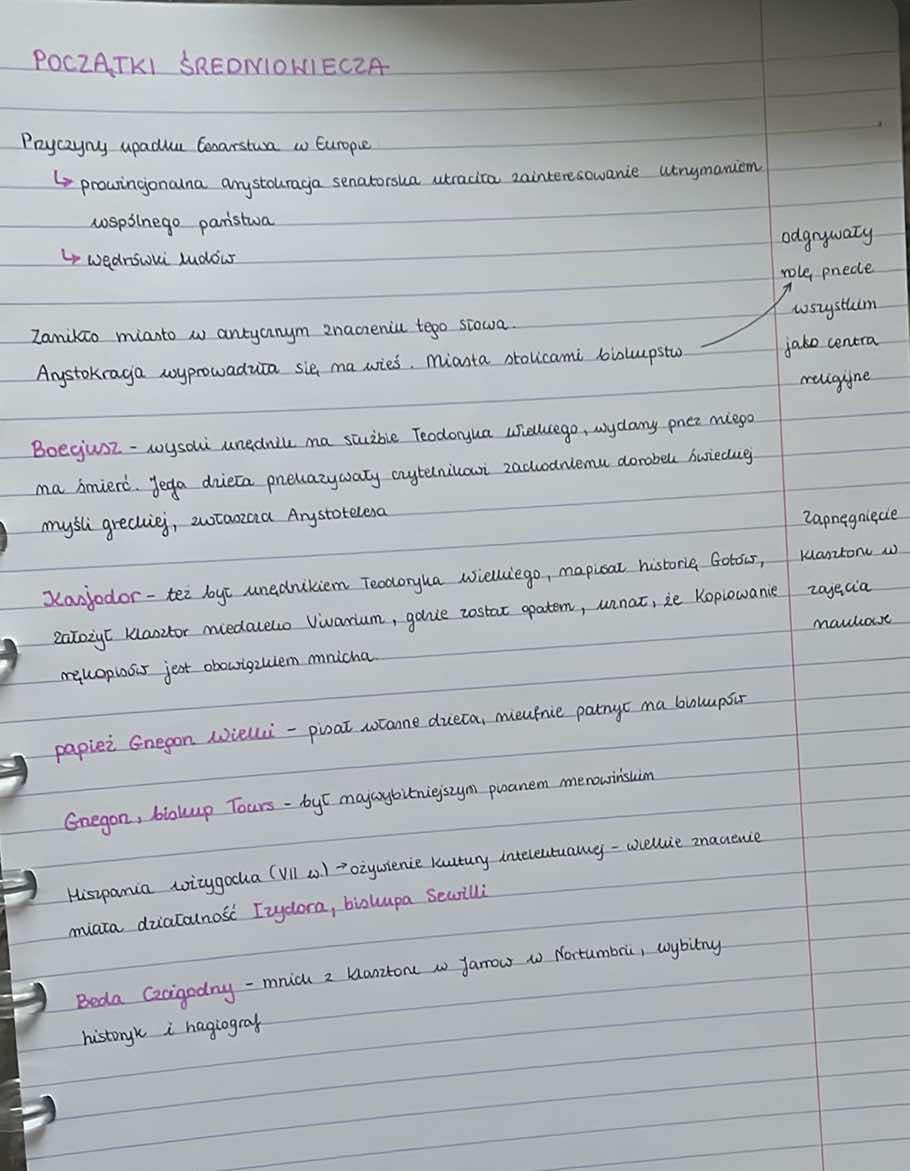 POCZĄTKI ŚREDNIOWIECZA
Przyczyny upadku Cesarstwa w Europie
↳ prowincjonalna arystokracja senatorska utraciła zainteresowanie utrzymaniem
wspólnego państwa
↳ wędrówki ludów
Zanikło miasto w antycznym znaczeniu tego słowa.
Arystokracja wyprowadziła się na wieś. Miasta stolicami biskupstw
odgrywały
rolę przede
wszystkim
jako centra
religijne
Boecjusz - wysoki urzędnik na służbie Teodoryka Wielkiego, wydany przez niego
na śmierć. Jego dzieła przekazywały czytelnikowi zachodniemu dorobek świeckiej
myśli greckiej, zwłaszcza Arystotelesa
Kasjodor - też był urzędnikiem Teodoryka Wielkiego, napisał historię Gotów,
założył klasztor niedaleko Vivarium, gdzie został opatem, uznał, że kopiowanie
rękopisów jest obowiązkiem mnicha
Zaprzęgnięcie
klasztoru w
zajęcia
naukowe
papież Grzegorz Wielki - pisał własne dzieła, nieufnie patrzył na biskupów
Grzegorz, biskup Tours - był najwybitniejszym pisarzem merowińskim
Hiszpania wizygocka (VII w.) → ożywienie kultury intelektualnej - wielkie znaczenie
miała działalność Izydora, biskupa Sewilli
Beda Czcigodny - mnich z klasztoru w Jarrow w Nortumbrii, wybitny
historyk i hagiograf